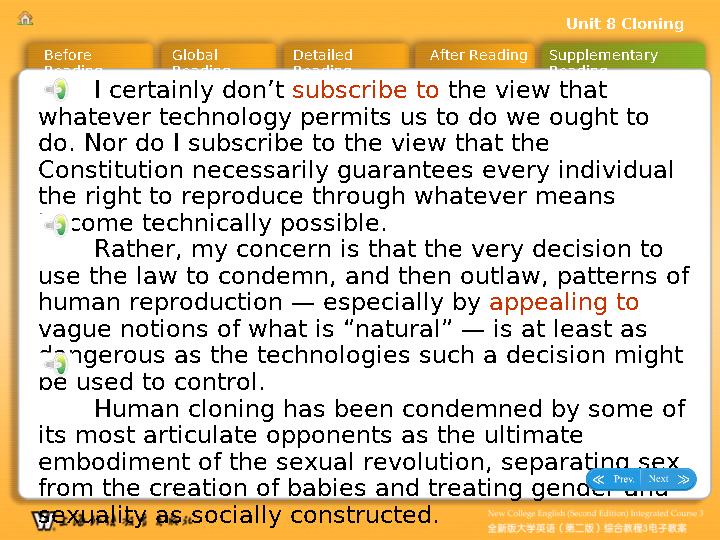 Unit 8 Cloning
Before Reading
Global Reading
Detailed Reading
After Reading
Supplementary Reading
I certainly don’t subscribe to the view that
whatever technology permits us to do we ought to
do. Nor do I subscribe to the view that the
Constitution necessarily guarantees every individual
the right to reproduce through whatever means
become technically possible.
Rather, my concern is that the very decision to
use the law to condemn, and then outlaw, patterns of
human reproduction — especially by appealing to
vague notions of what is “natural” — is at least as
dangerous as the technologies such a decision might
be used to control.
Human cloning has been condemned by some of
its most articulate opponents as the ultimate
embodiment of the sexual revolution, separating sex
from the creation of babies and treating gender and
sexuality as socially constructed.
Prev. Next
New College English (Second Edition) Integrated Course 3
全新版大学英语（第二版）综合教程3电子教案